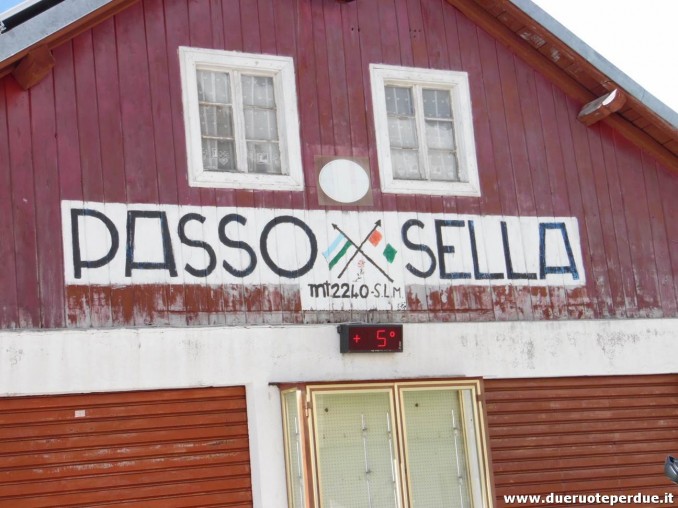 PASSO SELLA
mt 2240 - S.L.M.
+ 5°
www.dueruoteperdue.it